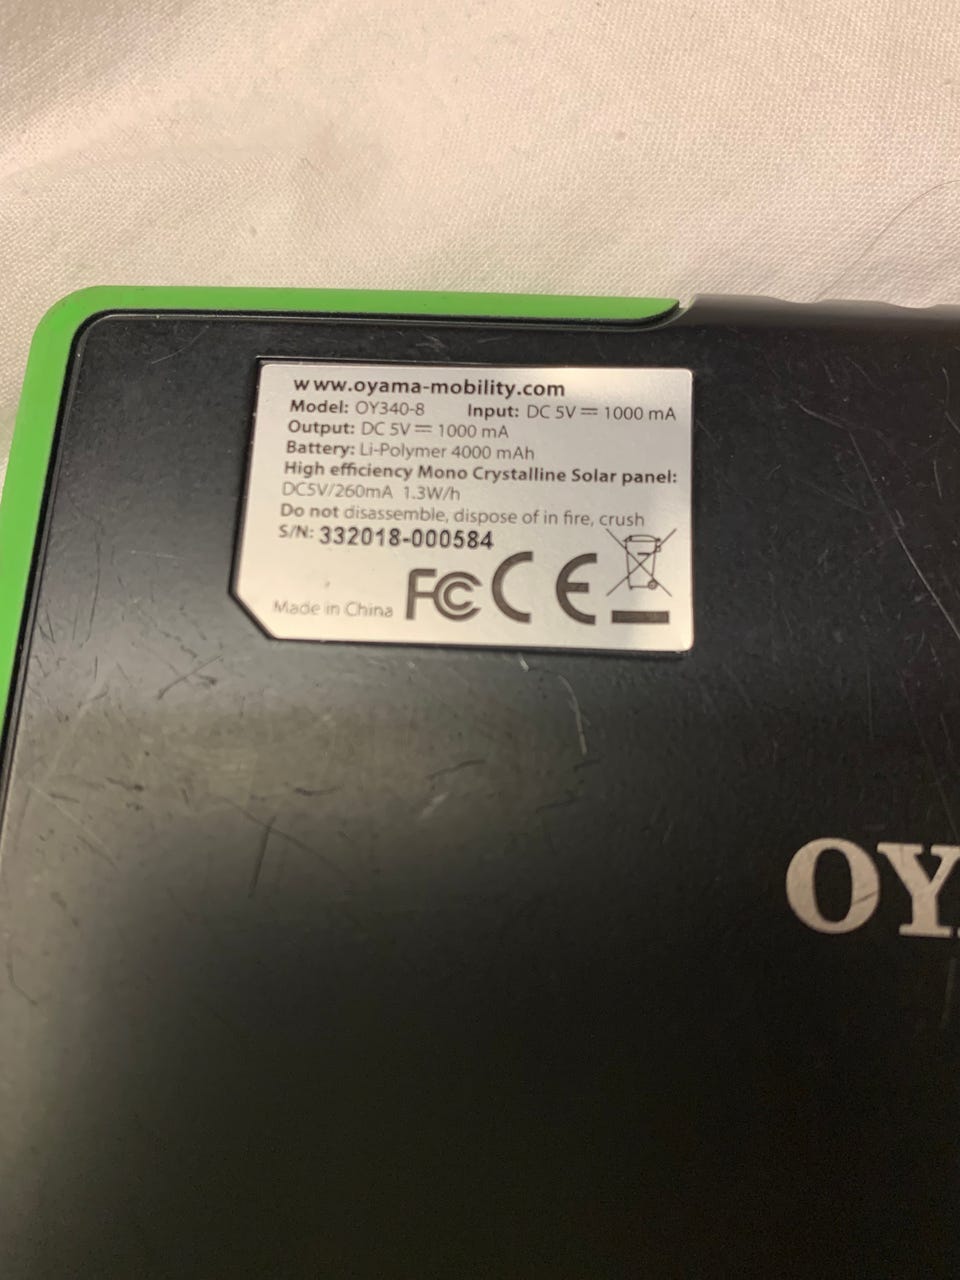 www.oyama-mobility.com
Model: OY340-8 Input: DC 5V ⎓ 1000 mA
Output: DC 5V ⎓ 1000 mA
Battery: Li-Polymer 4000 mAh
High efficiency Mono Crystalline Solar panel:
DC5V/260mA 1.3W/h
Do not disassemble, dispose of in fire, crush
S/N: 332018-000584
Made in China FC CE
OY